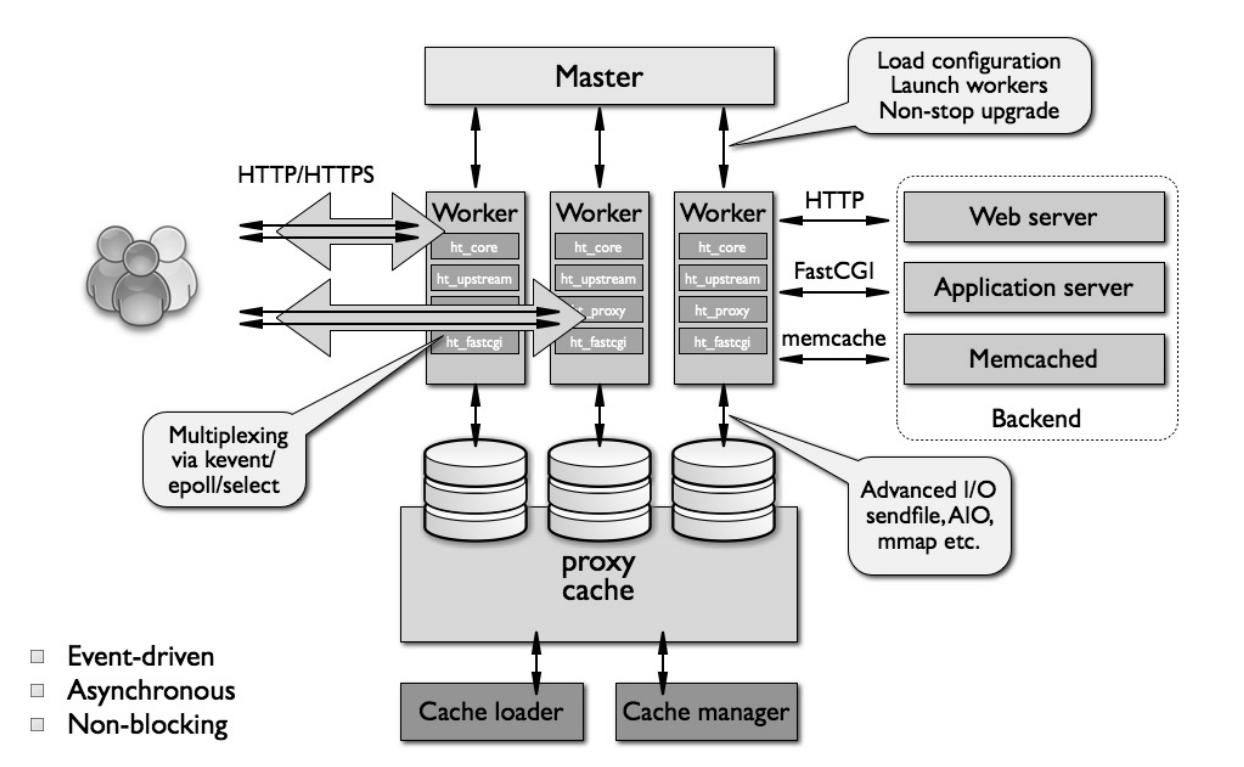 Master
Load configuration
Launch workers
Non-stop upgrade
HTTP/HTTPS
Worker
ht_core
ht_upstream
ht_fastcgi
Worker
ht_core
ht_upstream
ht_proxy
ht_fastcgi
Worker
ht_core
ht_upstream
ht_proxy
ht_fastcgi
HTTP
FastCGI
memcache
Web server
Application server
Memcached
Backend
Multiplexing
via kevent/
epoll/select
Advanced I/O
sendfile, AIO,
mmap etc.
proxy
cache
Cache loader
Cache manager
Event-driven
Asynchronous
Non-blocking